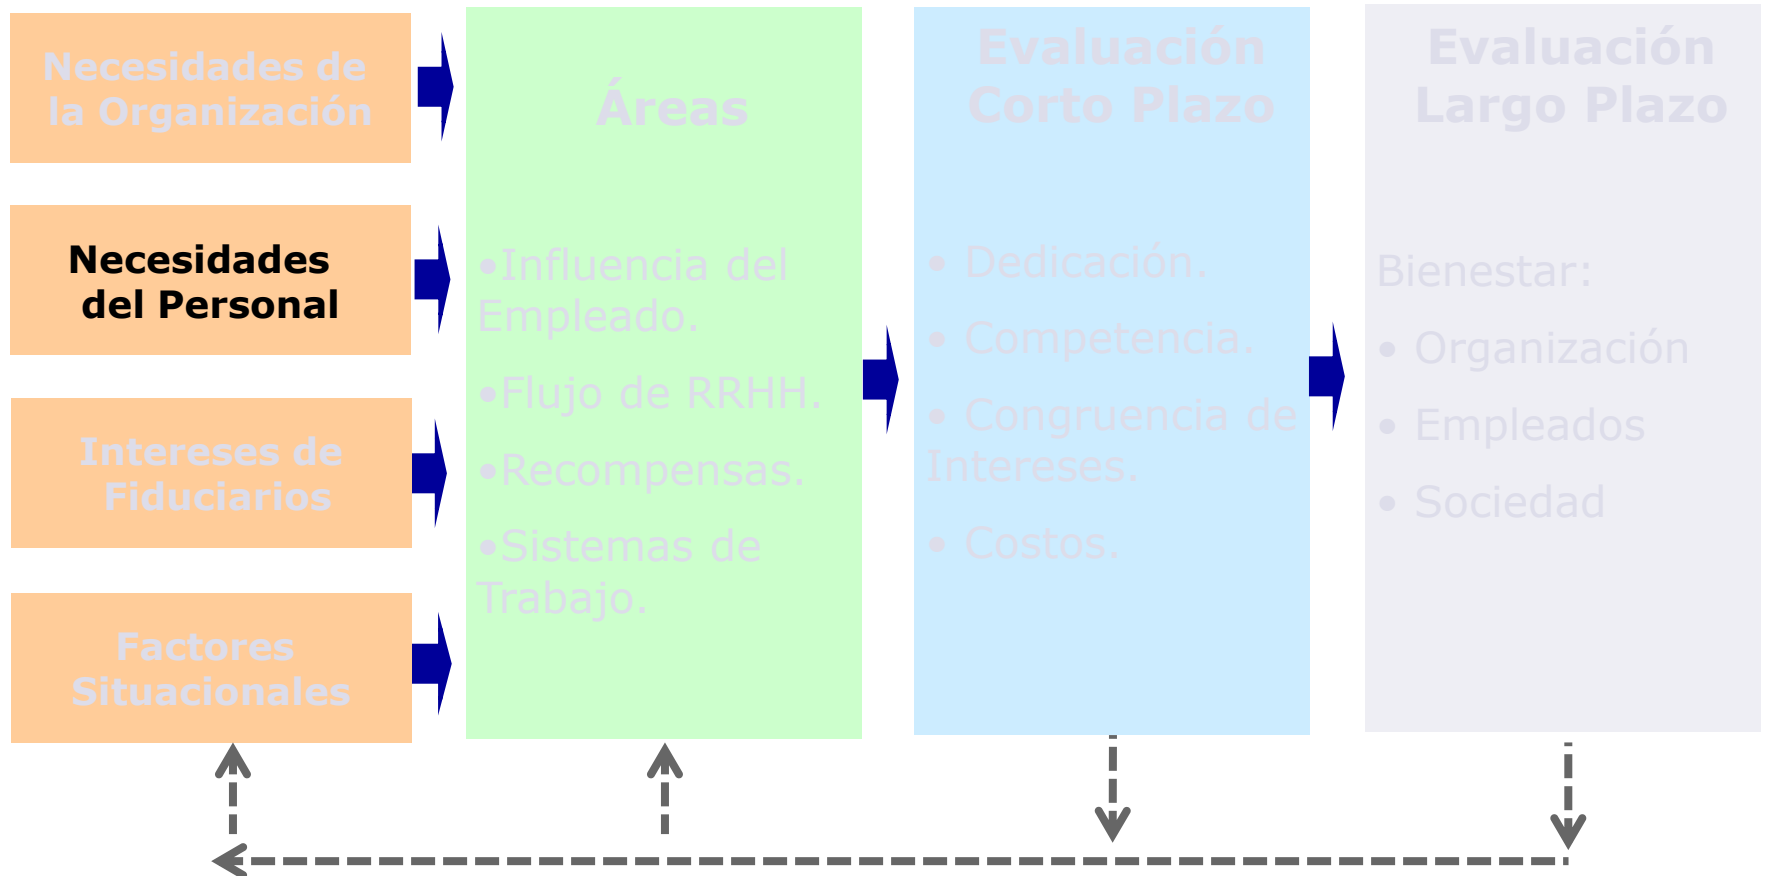 Necesidades de
la Organización
Necesidades
del Personal
Intereses de
Fiduciarios
Factores
Situacionales
Áreas
•Influencia del
Empleado.
•Flujo de RRHH.
•Recompensas.
•Sistemas de
Trabajo.
Evaluación
Corto Plazo
• Dedicación.
• Competencia.
• Congruencia de
Intereses.
• Costos.
Evaluación
Largo Plazo
Bienestar:
• Organización
• Empleados
• Sociedad